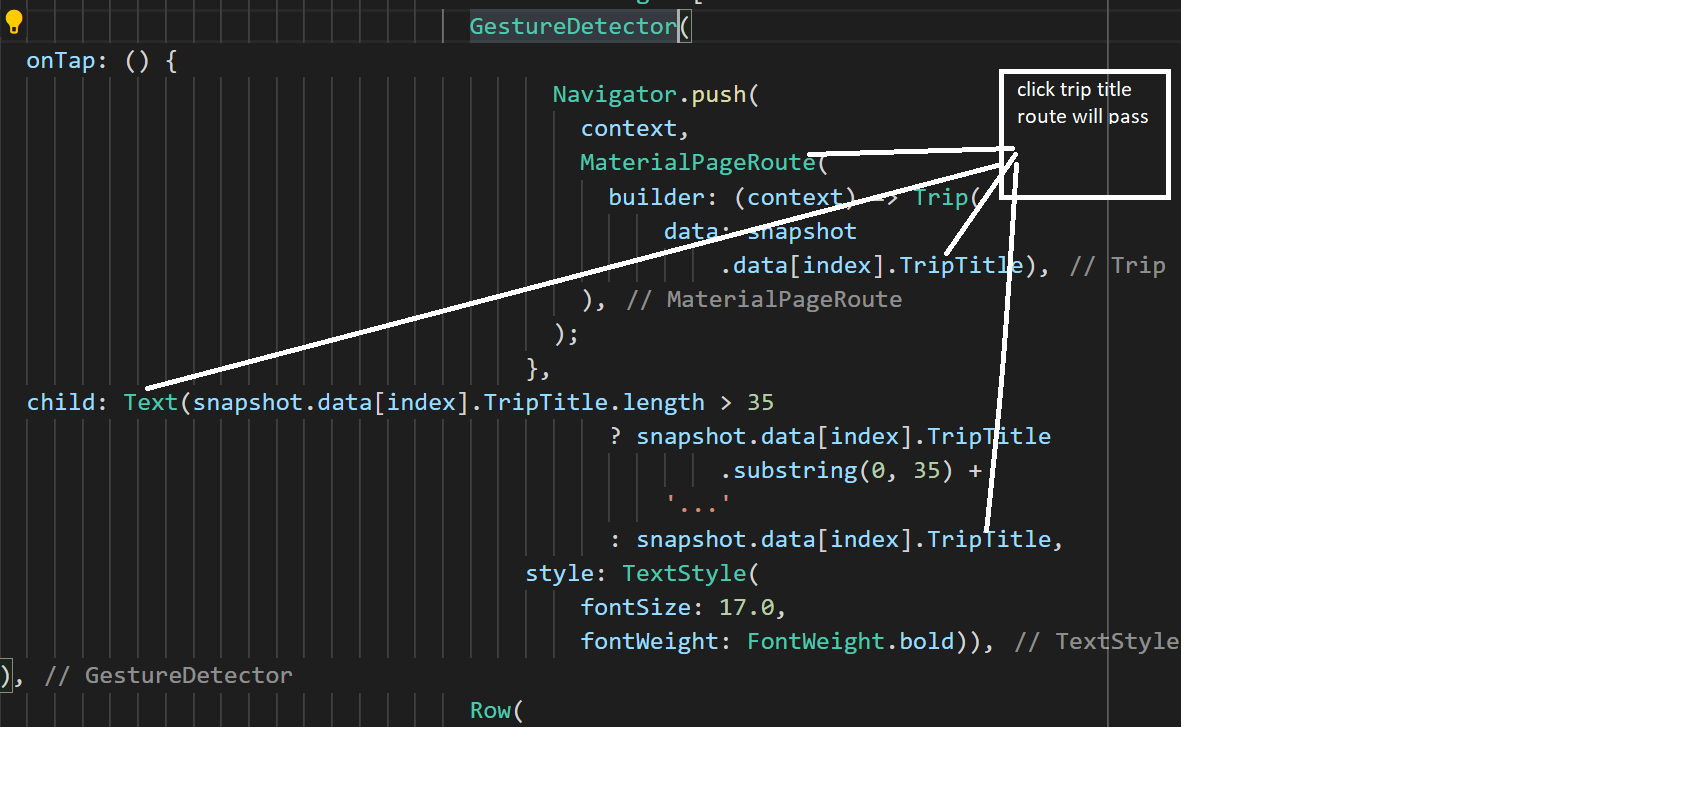 GestureDetector(
onTap: () {
click trip title
route will pass
Navigator.push(
context,
MaterialPageRoute(
builder: (context) => Trip(
data: snapshot
.data[index].TripTitle), // Trip
), // MaterialPageRoute
);
},
child: Text(snapshot.data[index].TripTitle.length > 35
? snapshot.data[index].TripTitle
.substring(0, 35) +
'...'
: snapshot.data[index].TripTitle,
style: TextStyle(
fontSize: 17.0,
fontWeight: FontWeight.bold)), // TextStyle
), // GestureDetector
Row(